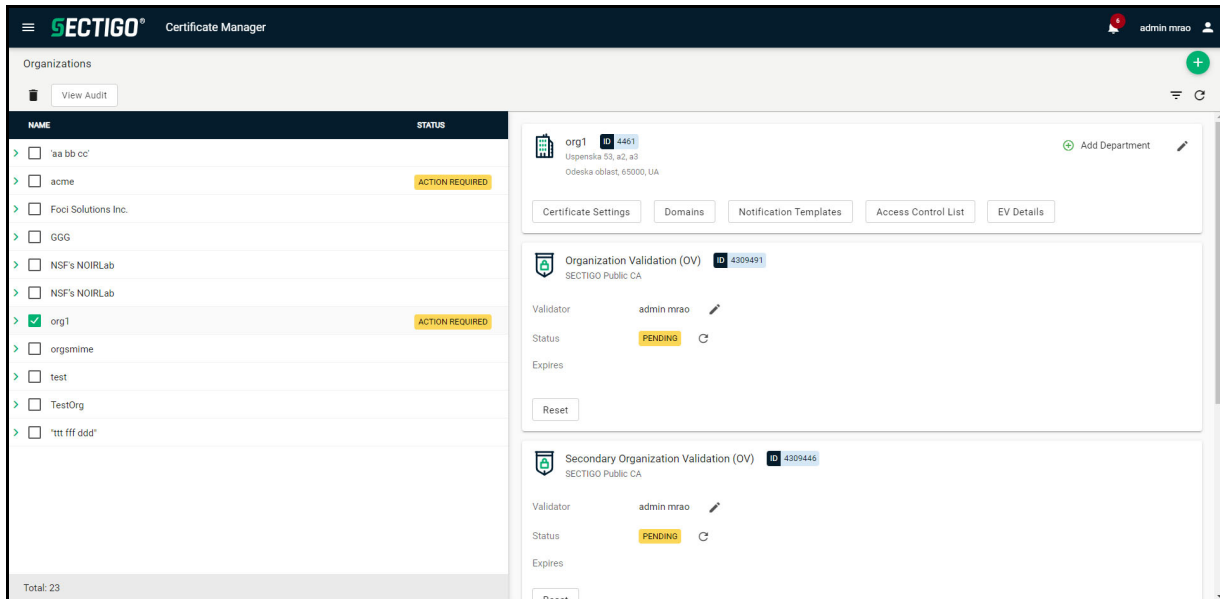 SECTIGO® Certificate Manager 6 admin mrao
Organizations
View Audit
NAME STATUS
'aa bb cc'
acme ACTION REQUIRED
Foci Solutions Inc.
GGG
NSF's NOIRLab
NSF's NOIRLab
org1 ACTION REQUIRED
orgsmime
test
TestOrg
"ttt fff ddd"
Total: 23
org1 ID 4461 Add Department
Uspenska 53, a2, a3
Odeska oblast, 65000, UA
Certificate Settings Domains Notification Templates Access Control List EV Details
Organization Validation (OV) ID 4309491
SECTIGO Public CA
Validator admin mrao
Status PENDING
Expires
Reset
Secondary Organization Validation (OV) ID 4309446
SECTIGO Public CA
Validator admin mrao
Status PENDING
Expires
Reset